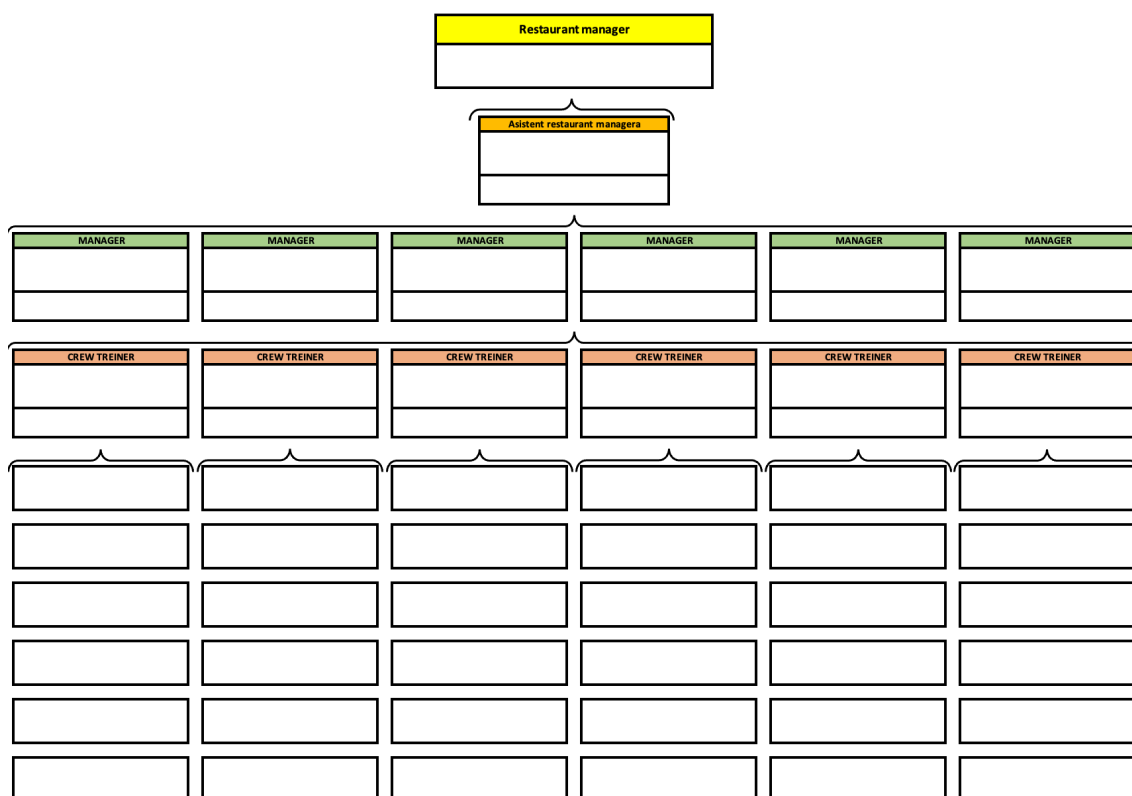 Restaurant manager
Asistent restaurant managera
MANAGER MANAGER MANAGER MANAGER MANAGER MANAGER
CREW TREINER CREW TREINER CREW TREINER CREW TREINER CREW TREINER CREW TREINER